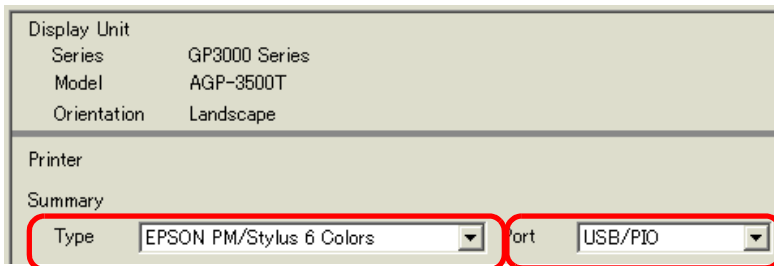 Display Unit
Series GP3000 Series
Model AGP-3500T
Orientation Landscape
Printer
Summary
Type EPSON PM/Stylus 6 Colors Port USB/PIO